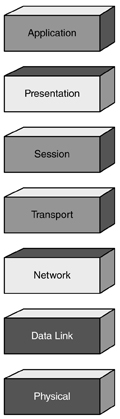 Application
Presentation
Session
Transport
Network
Data Link
Physical